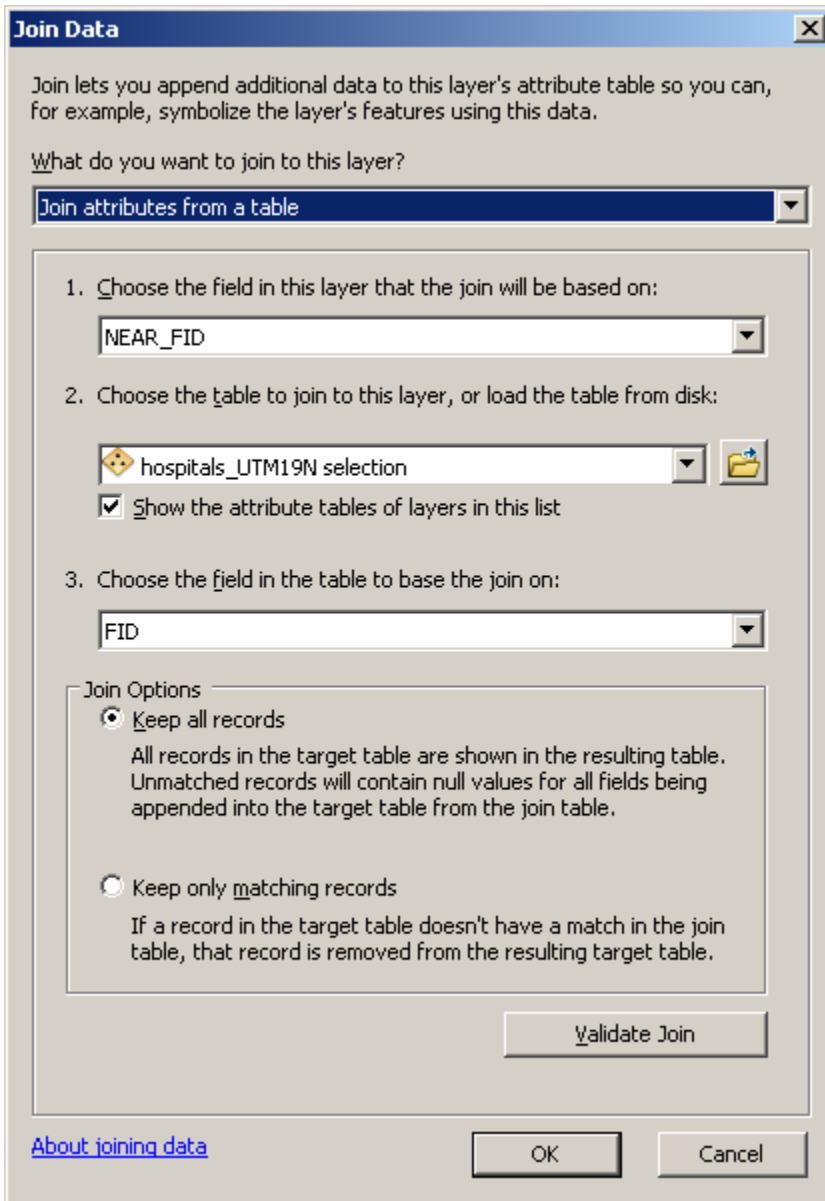 Join Data
Join lets you append additional data to this layer's attribute table so you can,
for example, symbolize the layer's features using this data.
What do you want to join to this layer?
Join attributes from a table
1. Choose the field in this layer that the join will be based on:
NEAR_FID
2. Choose the table to join to this layer, or load the table from disk:
hospitals_UTM19N selection
Show the attribute tables of layers in this list
3. Choose the field in the table to base the join on:
FID
Join Options
Keep all records
All records in the target table are shown in the resulting table.
Unmatched records will contain null values for all fields being
appended into the target table from the join table.
Keep only matching records
If a record in the target table doesn't have a match in the join
table, that record is removed from the resulting target table.
Validate Join
About joining data
OK
Cancel